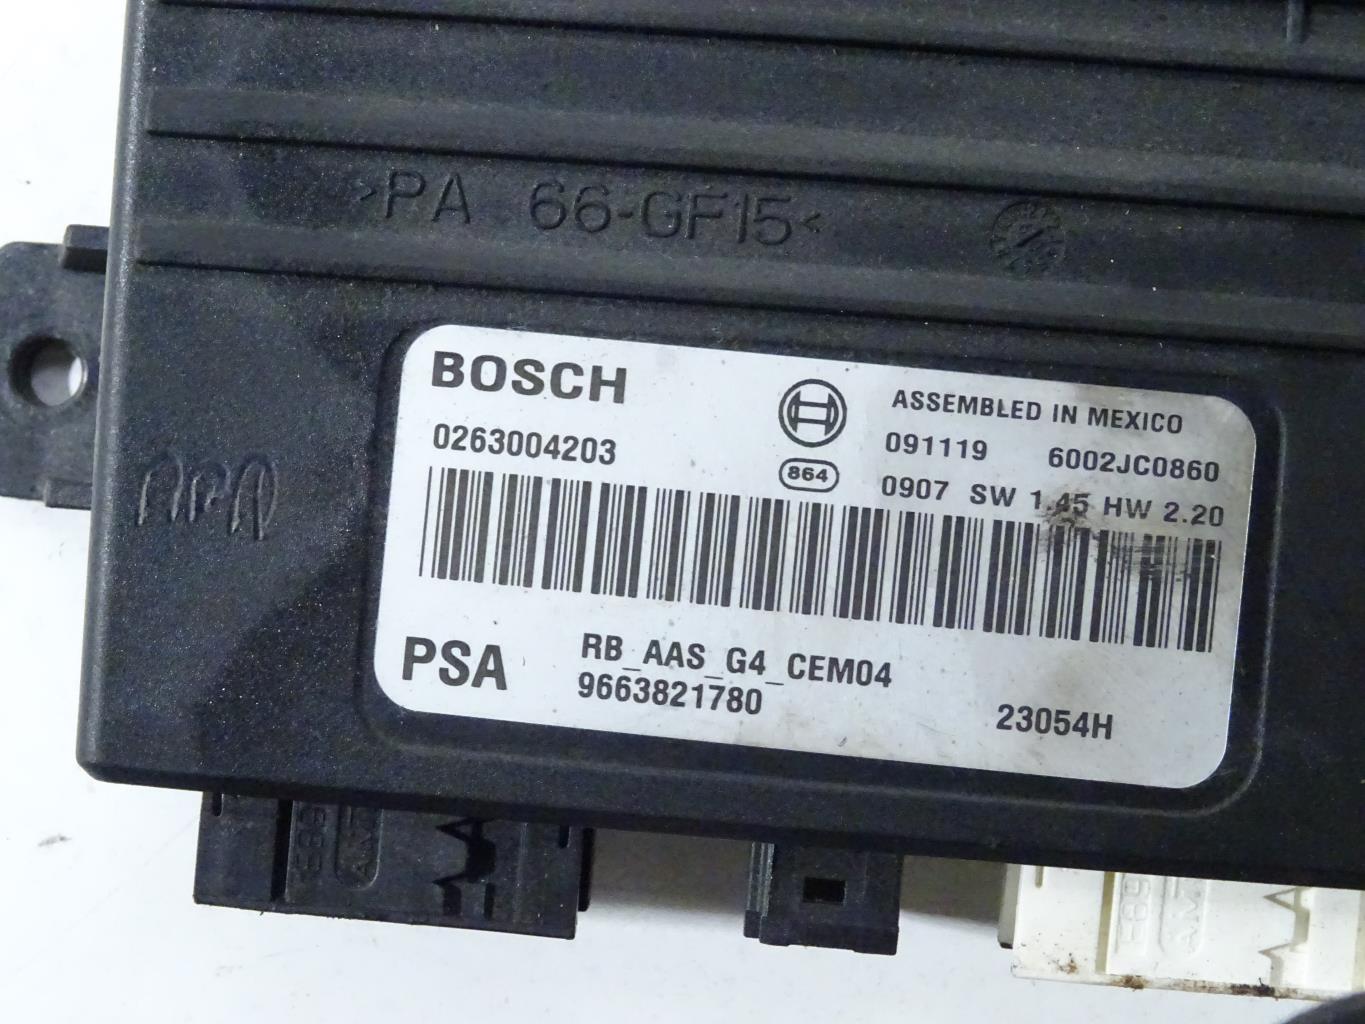 >PA 66-GF15<
BOSCH
0263004203
864
ASSEMBLED IN MEXICO
091119 6002JC0860
0907 SW 1.45 HW 2.20
PSA
RB_AAS_G4_CEM04
9663821780
23054H